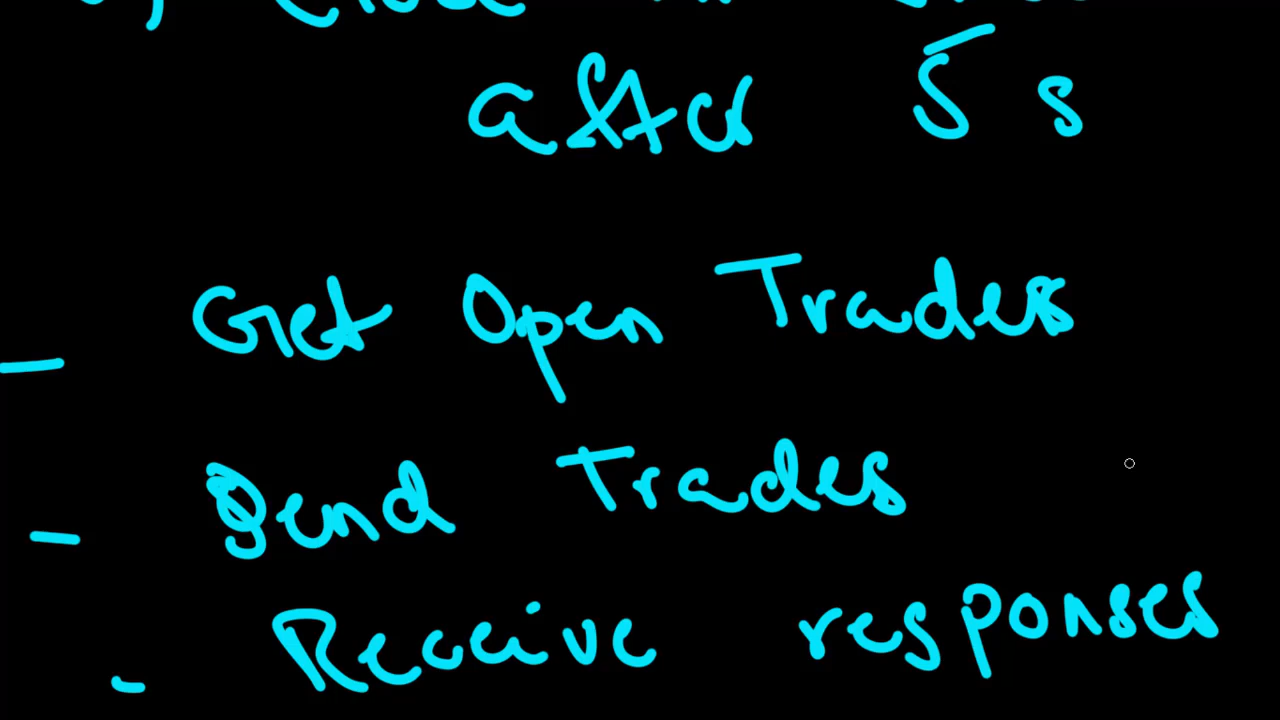 after 5 s
- Get Open Trades
- Send Trades
- Receive responses